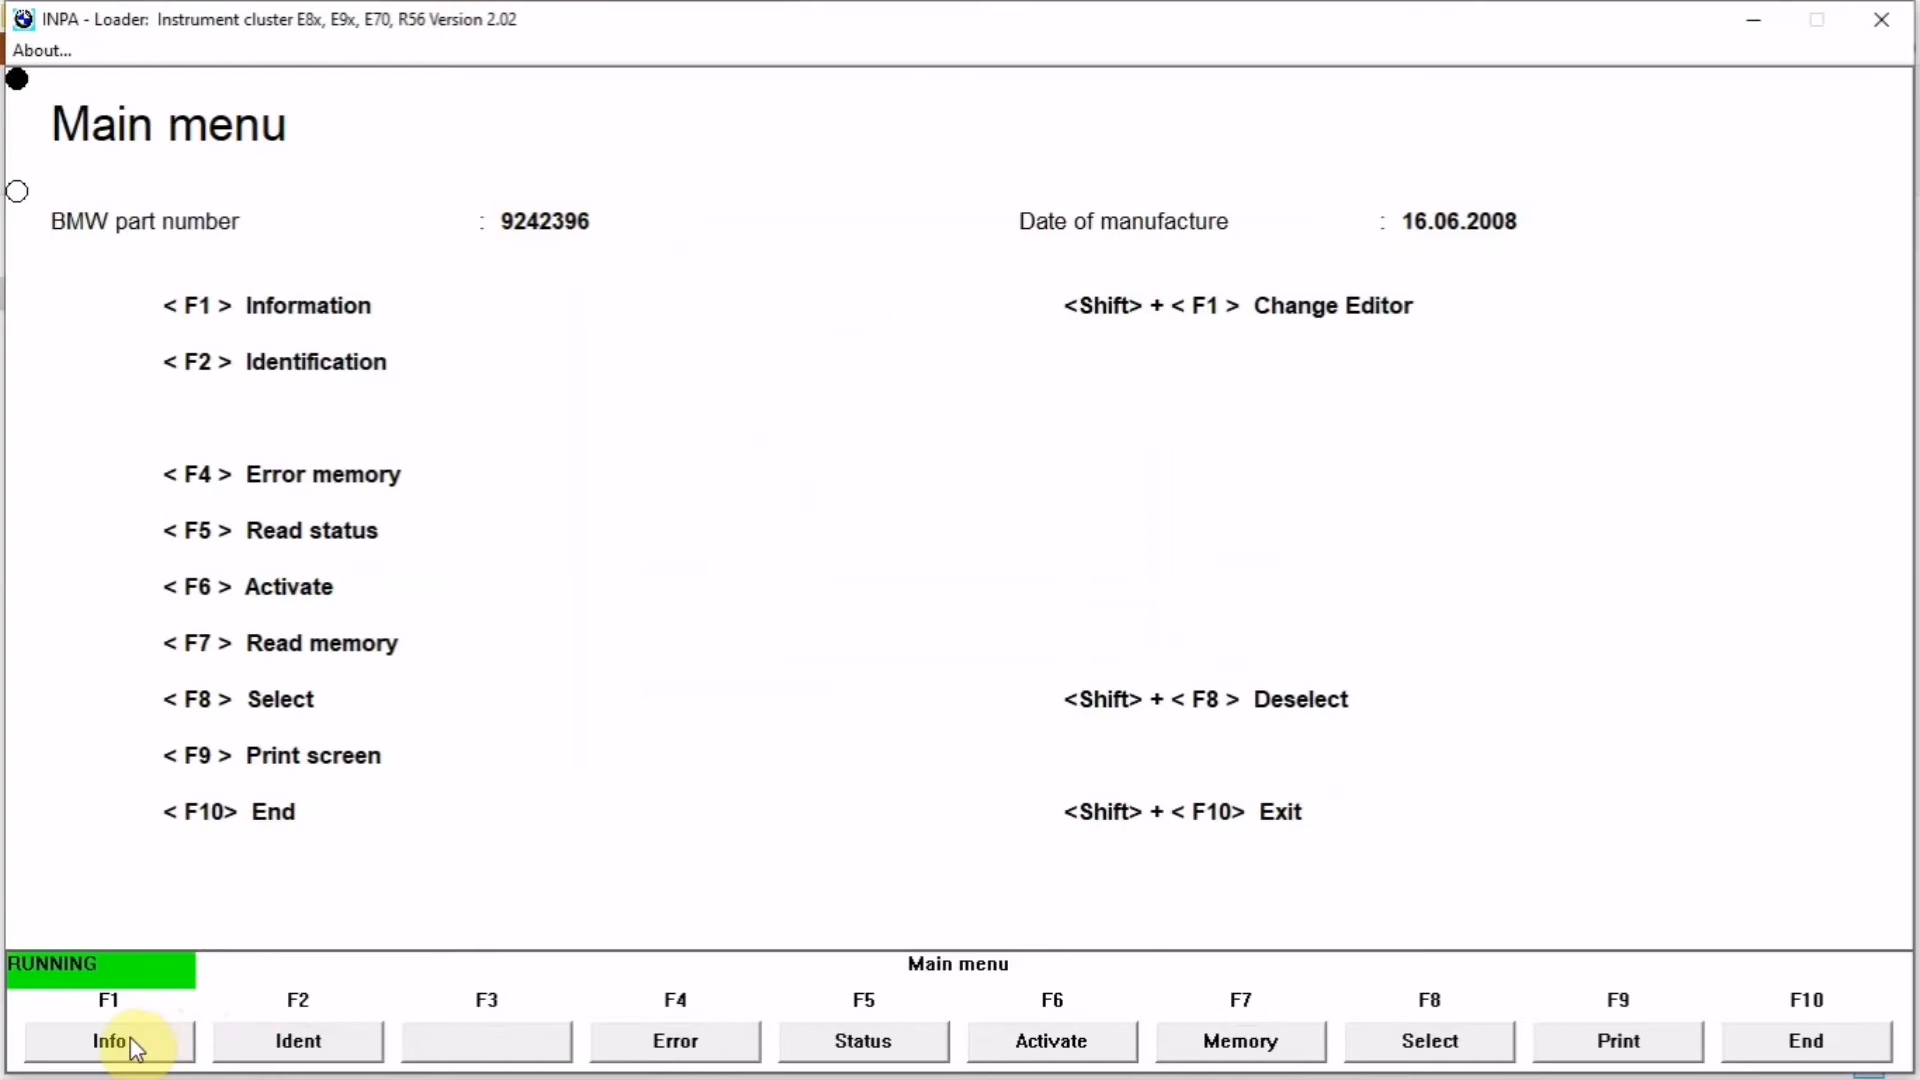 INPA - Loader: Instrument cluster E8x, E9x, E70, R56 Version 2.02
About...
Main menu
BMW part number : 9242396 Date of manufacture : 16.06.2008
< F1 > Information <Shift> + < F1 > Change Editor
< F2 > Identification
< F4 > Error memory
< F5 > Read status
< F6 > Activate
< F7 > Read memory
< F8 > Select <Shift> + < F8 > Deselect
< F9 > Print screen
< F10> End <Shift> + < F10> Exit
RUNNING Main menu
F1 F2 F3 F4 F5 F6 F7 F8 F9 F10
Info Ident Error Status Activate Memory Select Print End